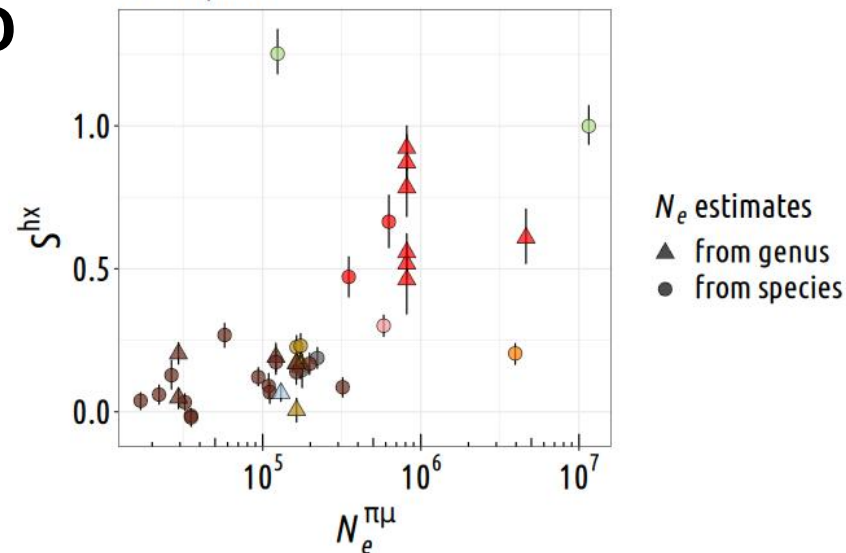 1.0
0.5
0.0
S^hx
10^5
10^6
10^7
N_e^πμ
N_e estimates
from genus
from species